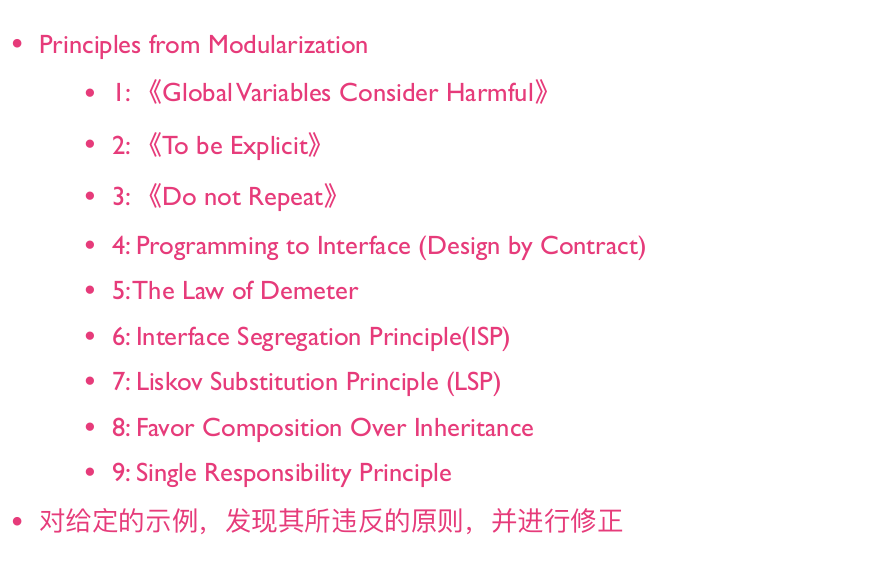 • Principles from Modularization
• 1: 《Global Variables Consider Harmful》
• 2: 《To be Explicit》
• 3: 《Do not Repeat》
• 4: Programming to Interface (Design by Contract)
• 5: The Law of Demeter
• 6: Interface Segregation Principle(ISP)
• 7: Liskov Substitution Principle (LSP)
• 8: Favor Composition Over Inheritance
• 9: Single Responsibility Principle
• 对给定的示例，发现其所违反的原则，并进行修正